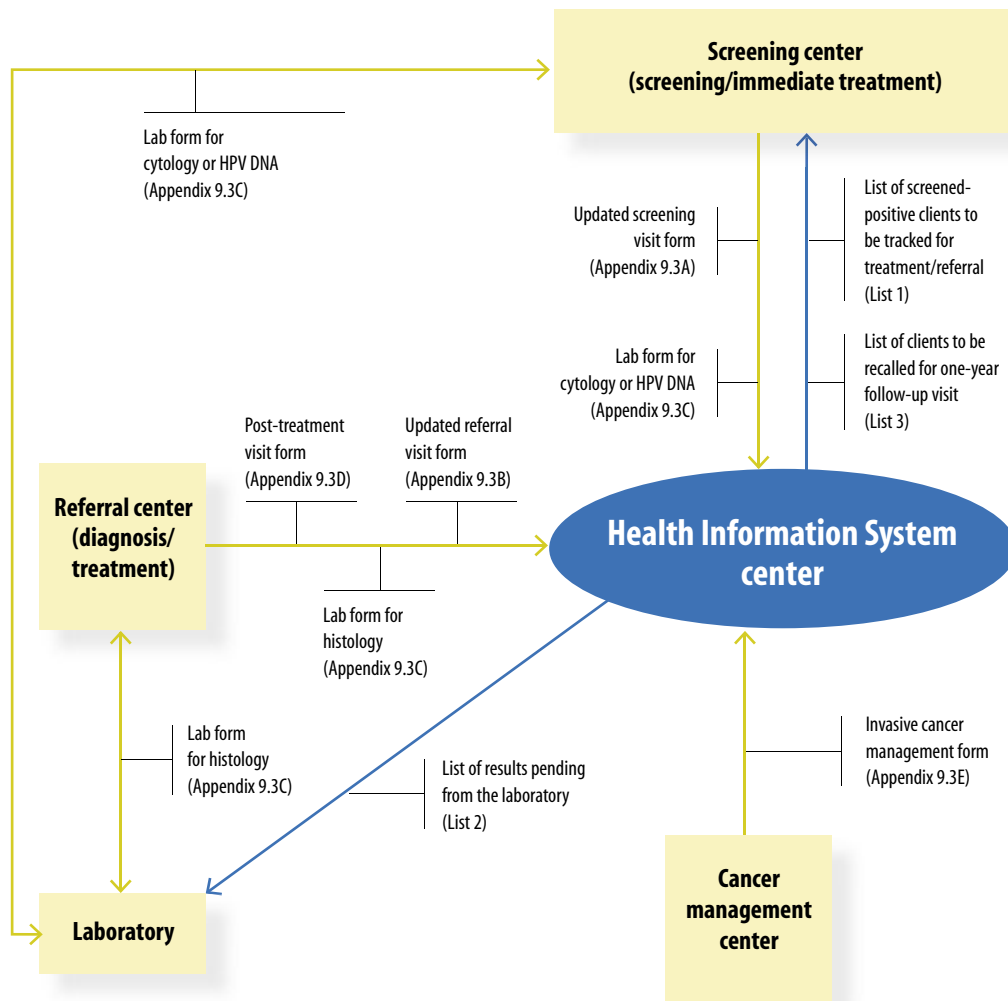 Screening center
(screening/immediate treatment)
Lab form for
cytology or HPV DNA
(Appendix 9.3C)
Updated screening
visit form
(Appendix 9.3A)
List of screened-
positive clients to
be tracked for
treatment/referral
(List 1)
Lab form for
cytology or HPV DNA
(Appendix 9.3C)
List of clients to be
recalled for one-year
follow-up visit
(List 3)
Post-treatment
visit form
(Appendix 9.3D)
Updated referral
visit form
(Appendix 9.3B)
Referral center
(diagnosis/
treatment)
Health Information System
center
Lab form for
histology
(Appendix 9.3C)
Lab form
for histology
(Appendix 9.3C)
List of results pending
from the laboratory
(List 2)
Invasive cancer
management form
(Appendix 9.3E)
Laboratory
Cancer
management
center